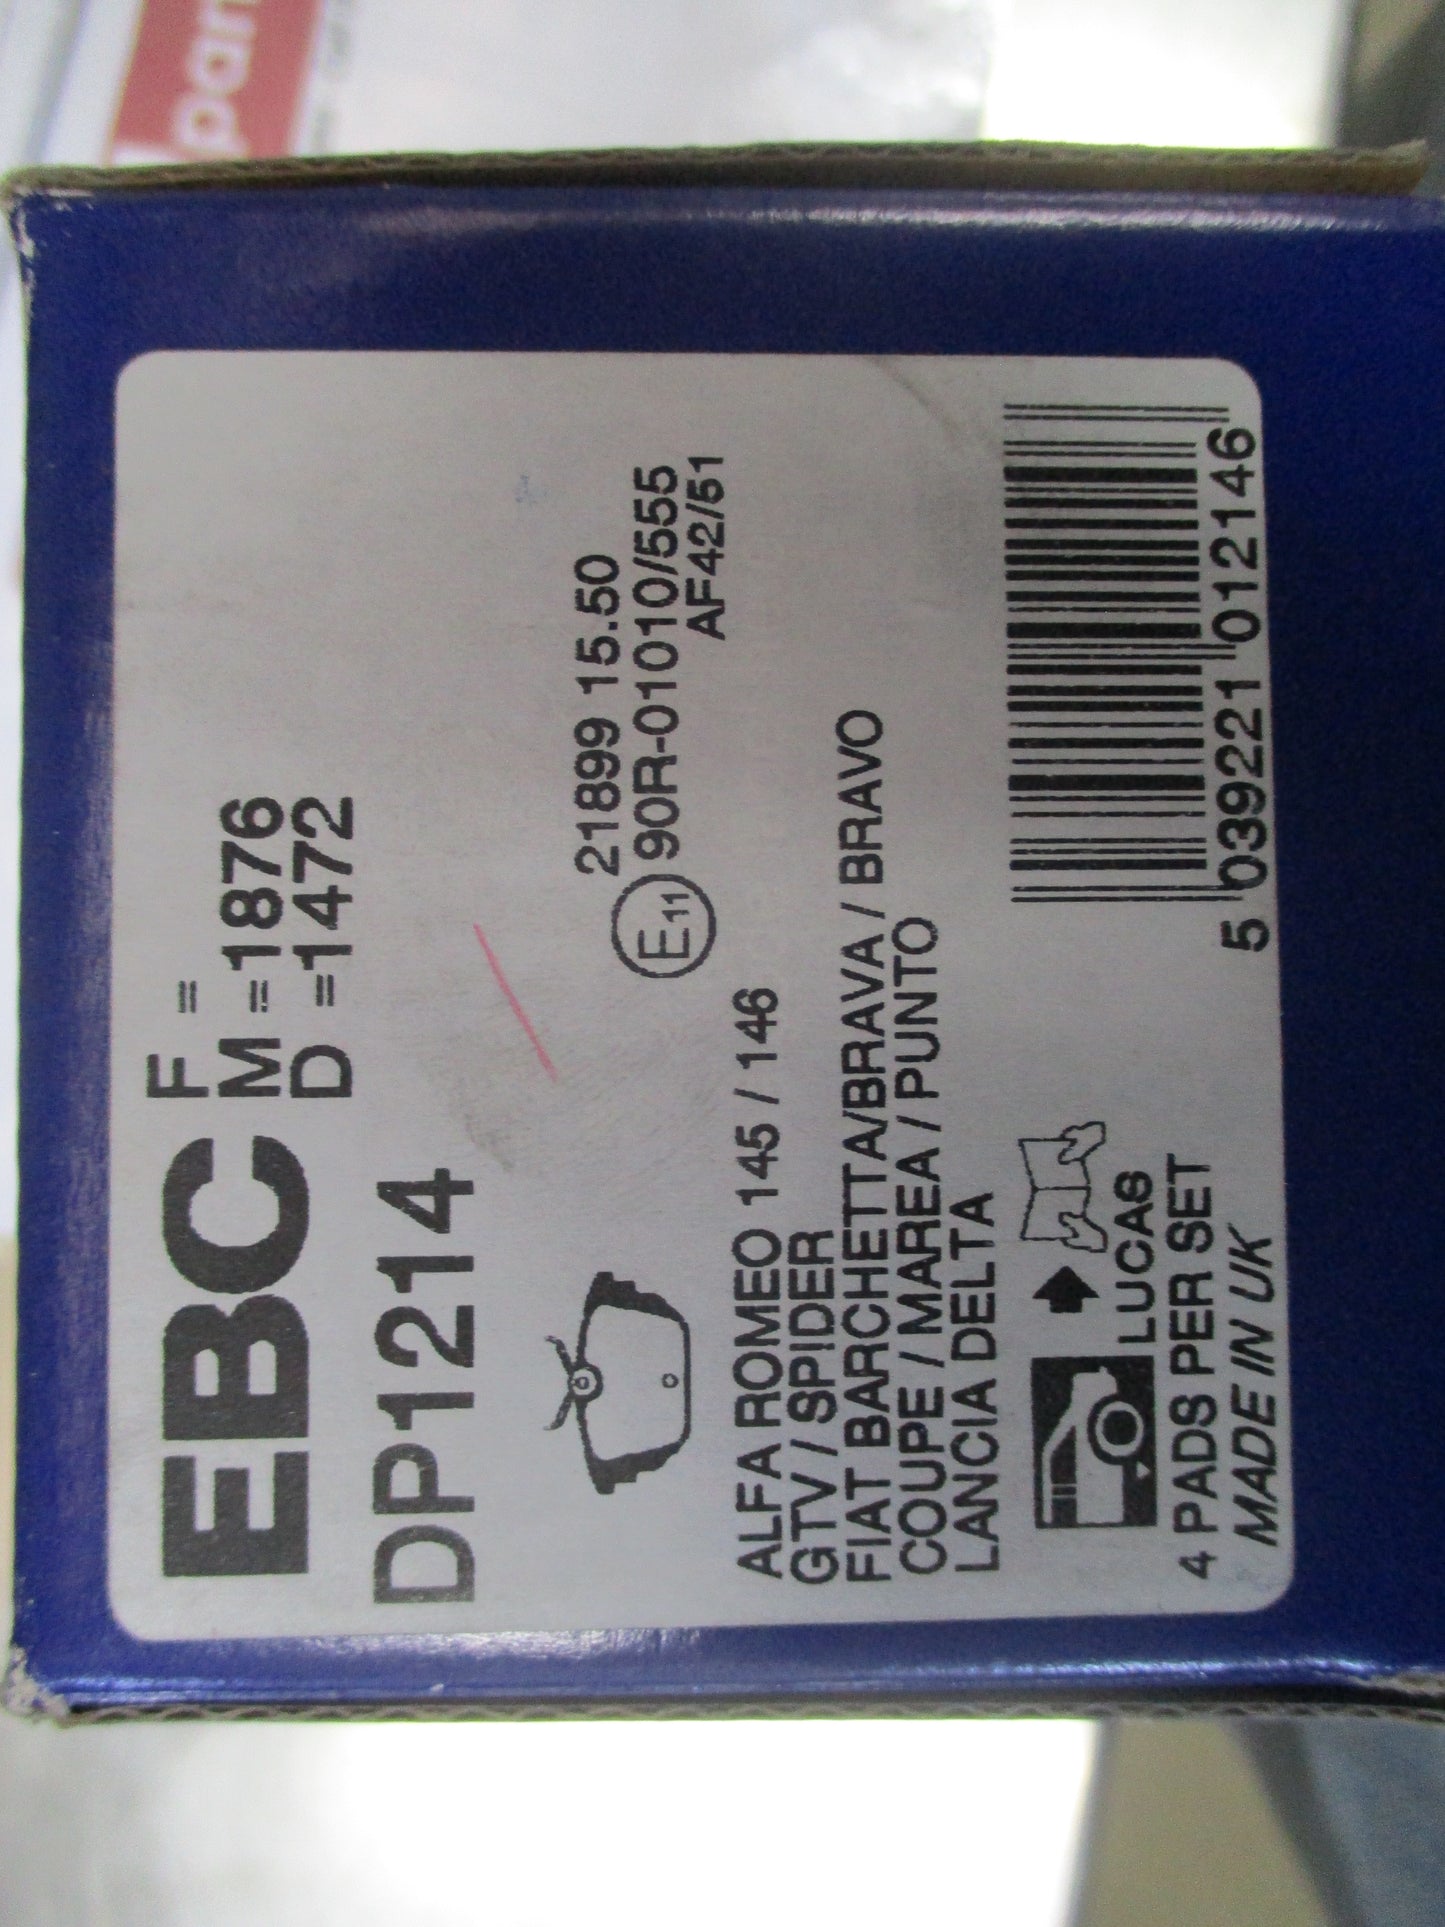 EBC
F =
M =1876
D =1472
DP1214
21899 15.50
E11 90R-01010/555
AF42/51
ALFA ROMEO 145 / 146
GTV / SPIDER
FIAT BARCHETTA/BRAVA / BRAVO
COUPE / MAREA / PUNTO
LANCIA DELTA
LUCAS
4 PADS PER SET
MADE IN UK
5 039221 012146